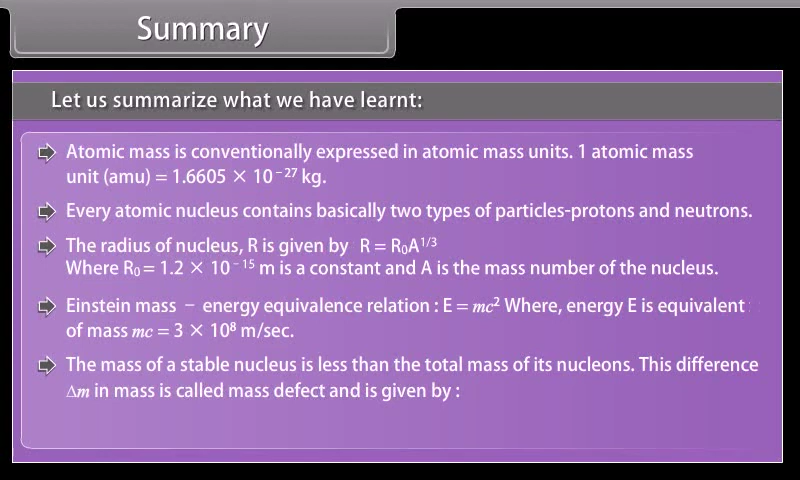 Summary
Let us summarize what we have learnt:
Atomic mass is conventionally expressed in atomic mass units. 1 atomic mass
unit (amu) = 1.6605 × 10⁻²⁷ kg.
Every atomic nucleus contains basically two types of particles-protons and neutrons.
The radius of nucleus, R is given by R = R₀A¹/³
Where R₀ = 1.2 × 10⁻¹⁵ m is a constant and A is the mass number of the nucleus.
Einstein mass – energy equivalence relation : E = mc² Where, energy E is equivalent
of mass mc = 3 × 10⁸ m/sec.
The mass of a stable nucleus is less than the total mass of its nucleons. This difference
Δm in mass is called mass defect and is given by :